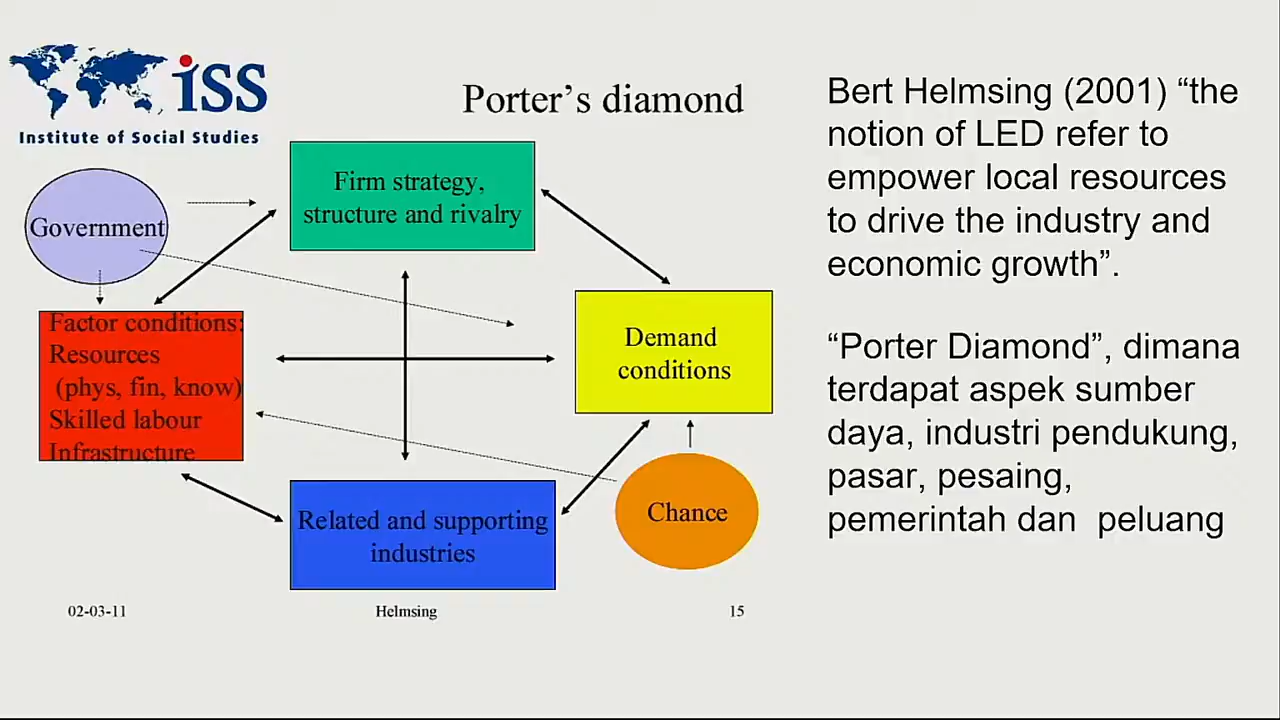 iSS
Institute of Social Studies
Porter’s diamond
Government
Firm strategy,
structure and rivalry
Factor conditions:
Resources
(phys, fin, know)
Skilled labour
Infrastructure
Demand
conditions
Related and supporting
industries
Chance
02-03-11
Helmsing
15
Bert Helmsing (2001) “the
notion of LED refer to
empower local resources
to drive the industry and
economic growth”.
“Porter Diamond”, dimana
terdapat aspek sumber
daya, industri pendukung,
pasar, pesaing,
pemerintah dan peluang